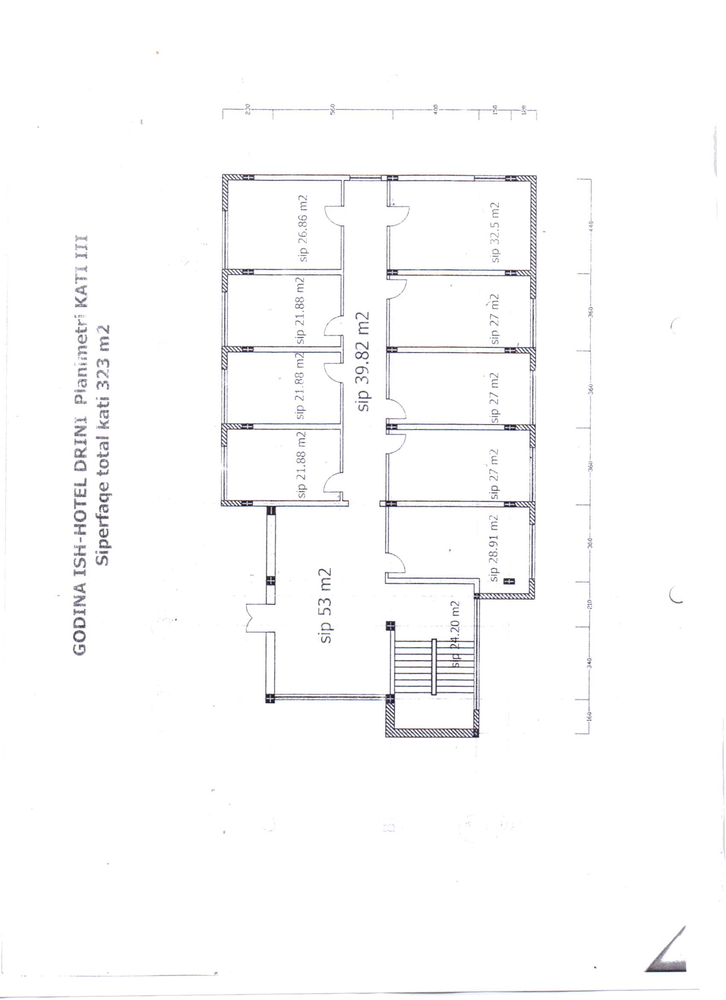 GODINA ISH-HOTEL DRINI Planimetri KATI III
Siperfaqe total kati 323 m2
230
560
400
150
120
sip 26.86 m2
sip 21.88 m2
sip 21.88 m2
sip 21.88 m2
sip 39.82 m2
sip 53 m2
sip 32.5 m2
sip 27 m2
sip 27 m2
sip 27 m2
sip 28.91 m2
sip 24.20 m2
440
360
360
360
360
210
340
160